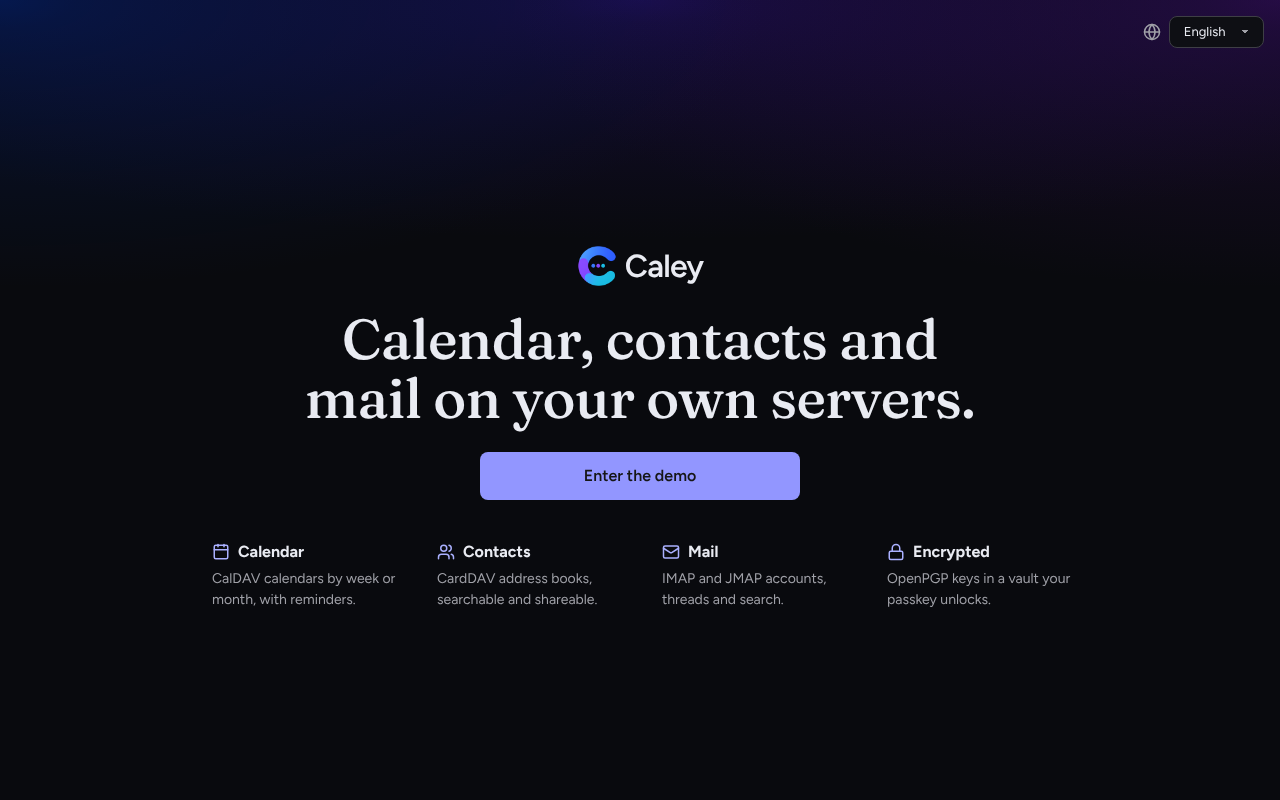 English
Caley
Calendar, contacts and
mail on your own servers.
Enter the demo
Calendar
CalDAV calendars by week or
month, with reminders.
Contacts
CardDAV address books,
searchable and shareable.
Mail
IMAP and JMAP accounts,
threads and search.
Encrypted
OpenPGP keys in a vault your
passkey unlocks.